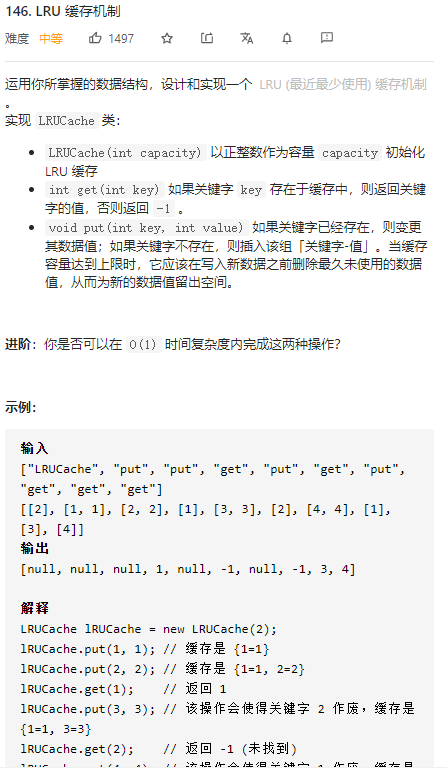 146. LRU 缓存机制
难度 中等 1497
运用你所掌握的数据结构，设计和实现一个 LRU (最近最少使用) 缓存机制
。
实现 LRUCache 类：
• LRUCache(int capacity) 以正整数作为容量 capacity 初始化
LRU 缓存
• int get(int key) 如果关键字 key 存在于缓存中，则返回关键
字的值，否则返回 -1 。
• void put(int key, int value) 如果关键字已经存在，则变更
其数据值；如果关键字不存在，则插入该组「关键字-值」。当缓存
容量达到上限时，它应该在写入新数据之前删除最久未使用的数据
值，从而为新的数据值留出空间。
进阶：你是否可以在 O(1) 时间复杂度内完成这两种操作？
示例：
输入
["LRUCache", "put", "put", "get", "put", "get", "put",
"get", "get", "get"]
[[2], [1, 1], [2, 2], [1], [3, 3], [2], [4, 4], [1],
[3], [4]]
输出
[null, null, null, 1, null, -1, null, -1, 3, 4]
解释
LRUCache lRUCache = new LRUCache(2);
lRUCache.put(1, 1); // 缓存是 {1=1}
lRUCache.put(2, 2); // 缓存是 {1=1, 2=2}
lRUCache.get(1);    // 返回 1
lRUCache.put(3, 3); // 该操作会使得关键字 2 作废，缓存是
{1=1, 3=3}
lRUCache.get(2);    // 返回 -1 (未找到)